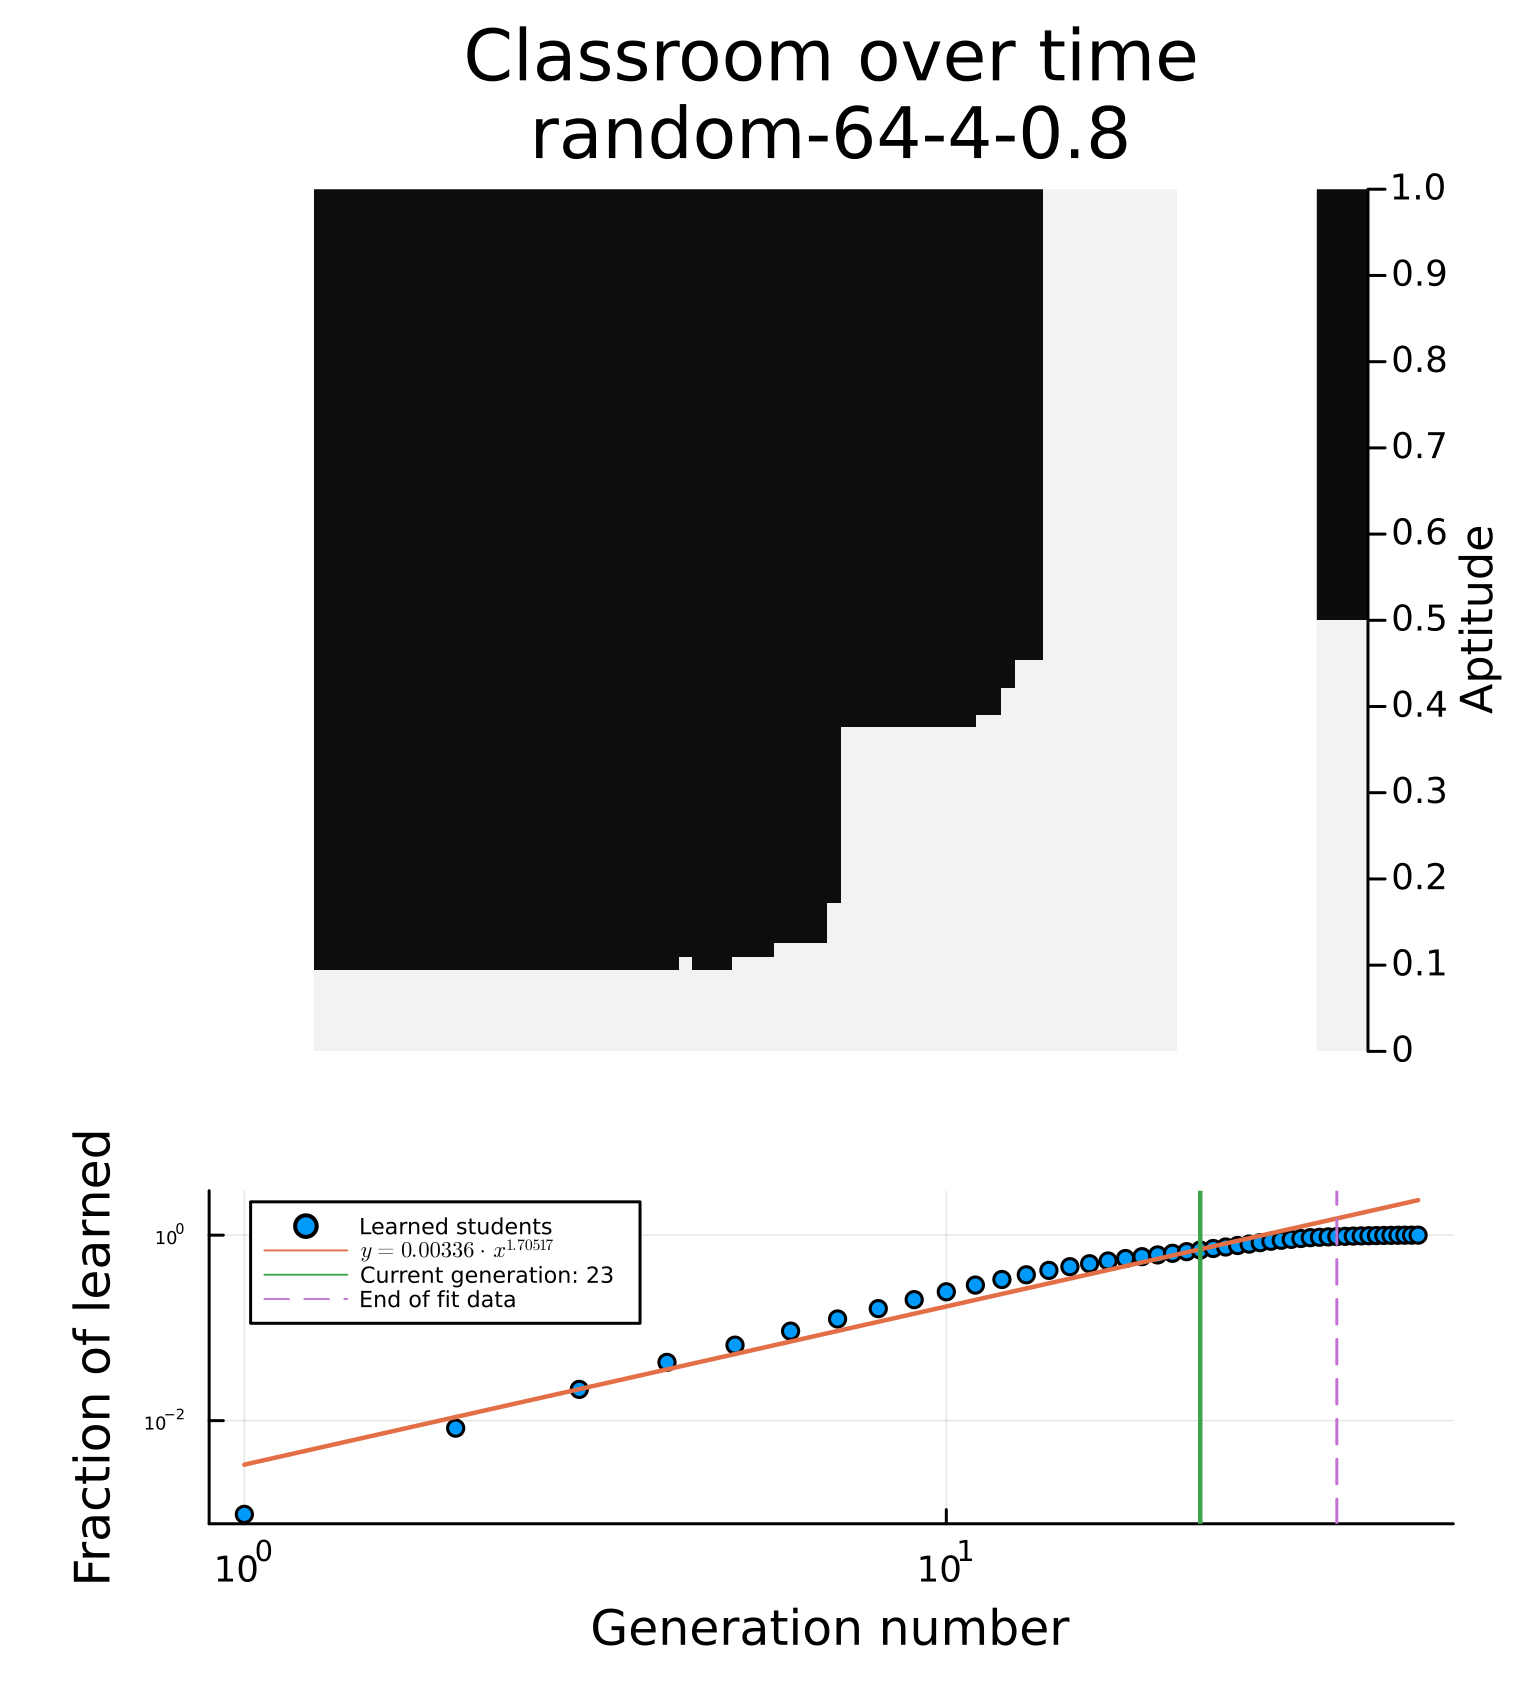 Classroom over time
random-64-4-0.8
1.0
0.9
0.8
0.7
0.6
0.5
0.4
0.3
0.2
0.1
0
Aptitude
Fraction of learned
10^0
10^−2
Learned students
y = 0.00336 · x^1.70517
Current generation: 23
End of fit data
10^0
10^1
Generation number